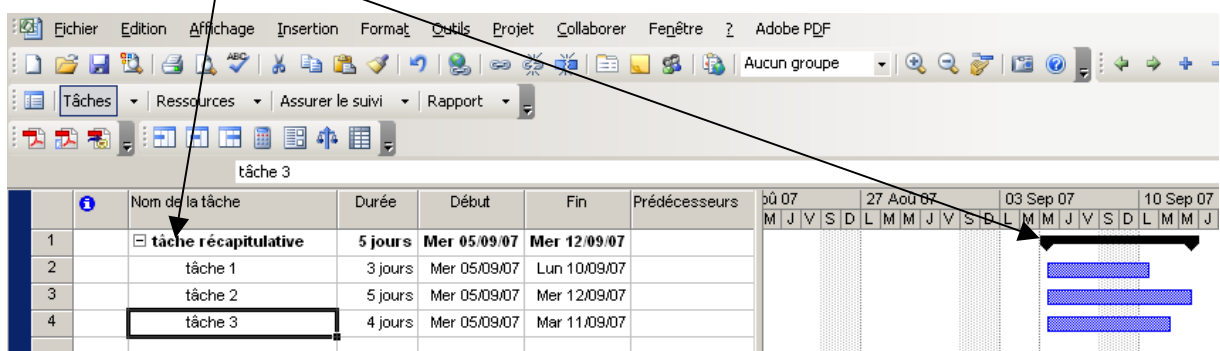 Fichier Edition Affichage Insertion Format Outils Projet Collaborer Fenêtre ? Adobe PDF
ABC Aucun groupe
Tâches Ressources Assurer le suivi Rapport
tâche 3
Nom de la tâche Durée Début Fin Prédécesseurs oû 07 27 Aoû 07 03 Sep 07 10 Sep 07
M J V S D L M M J V S D L M M J V S D L M M J
1 tâche récapitulative 5 jours Mer 05/09/07 Mer 12/09/07
2 tâche 1 3 jours Mer 05/09/07 Lun 10/09/07
3 tâche 2 5 jours Mer 05/09/07 Mer 12/09/07
4 tâche 3 4 jours Mer 05/09/07 Mar 11/09/07